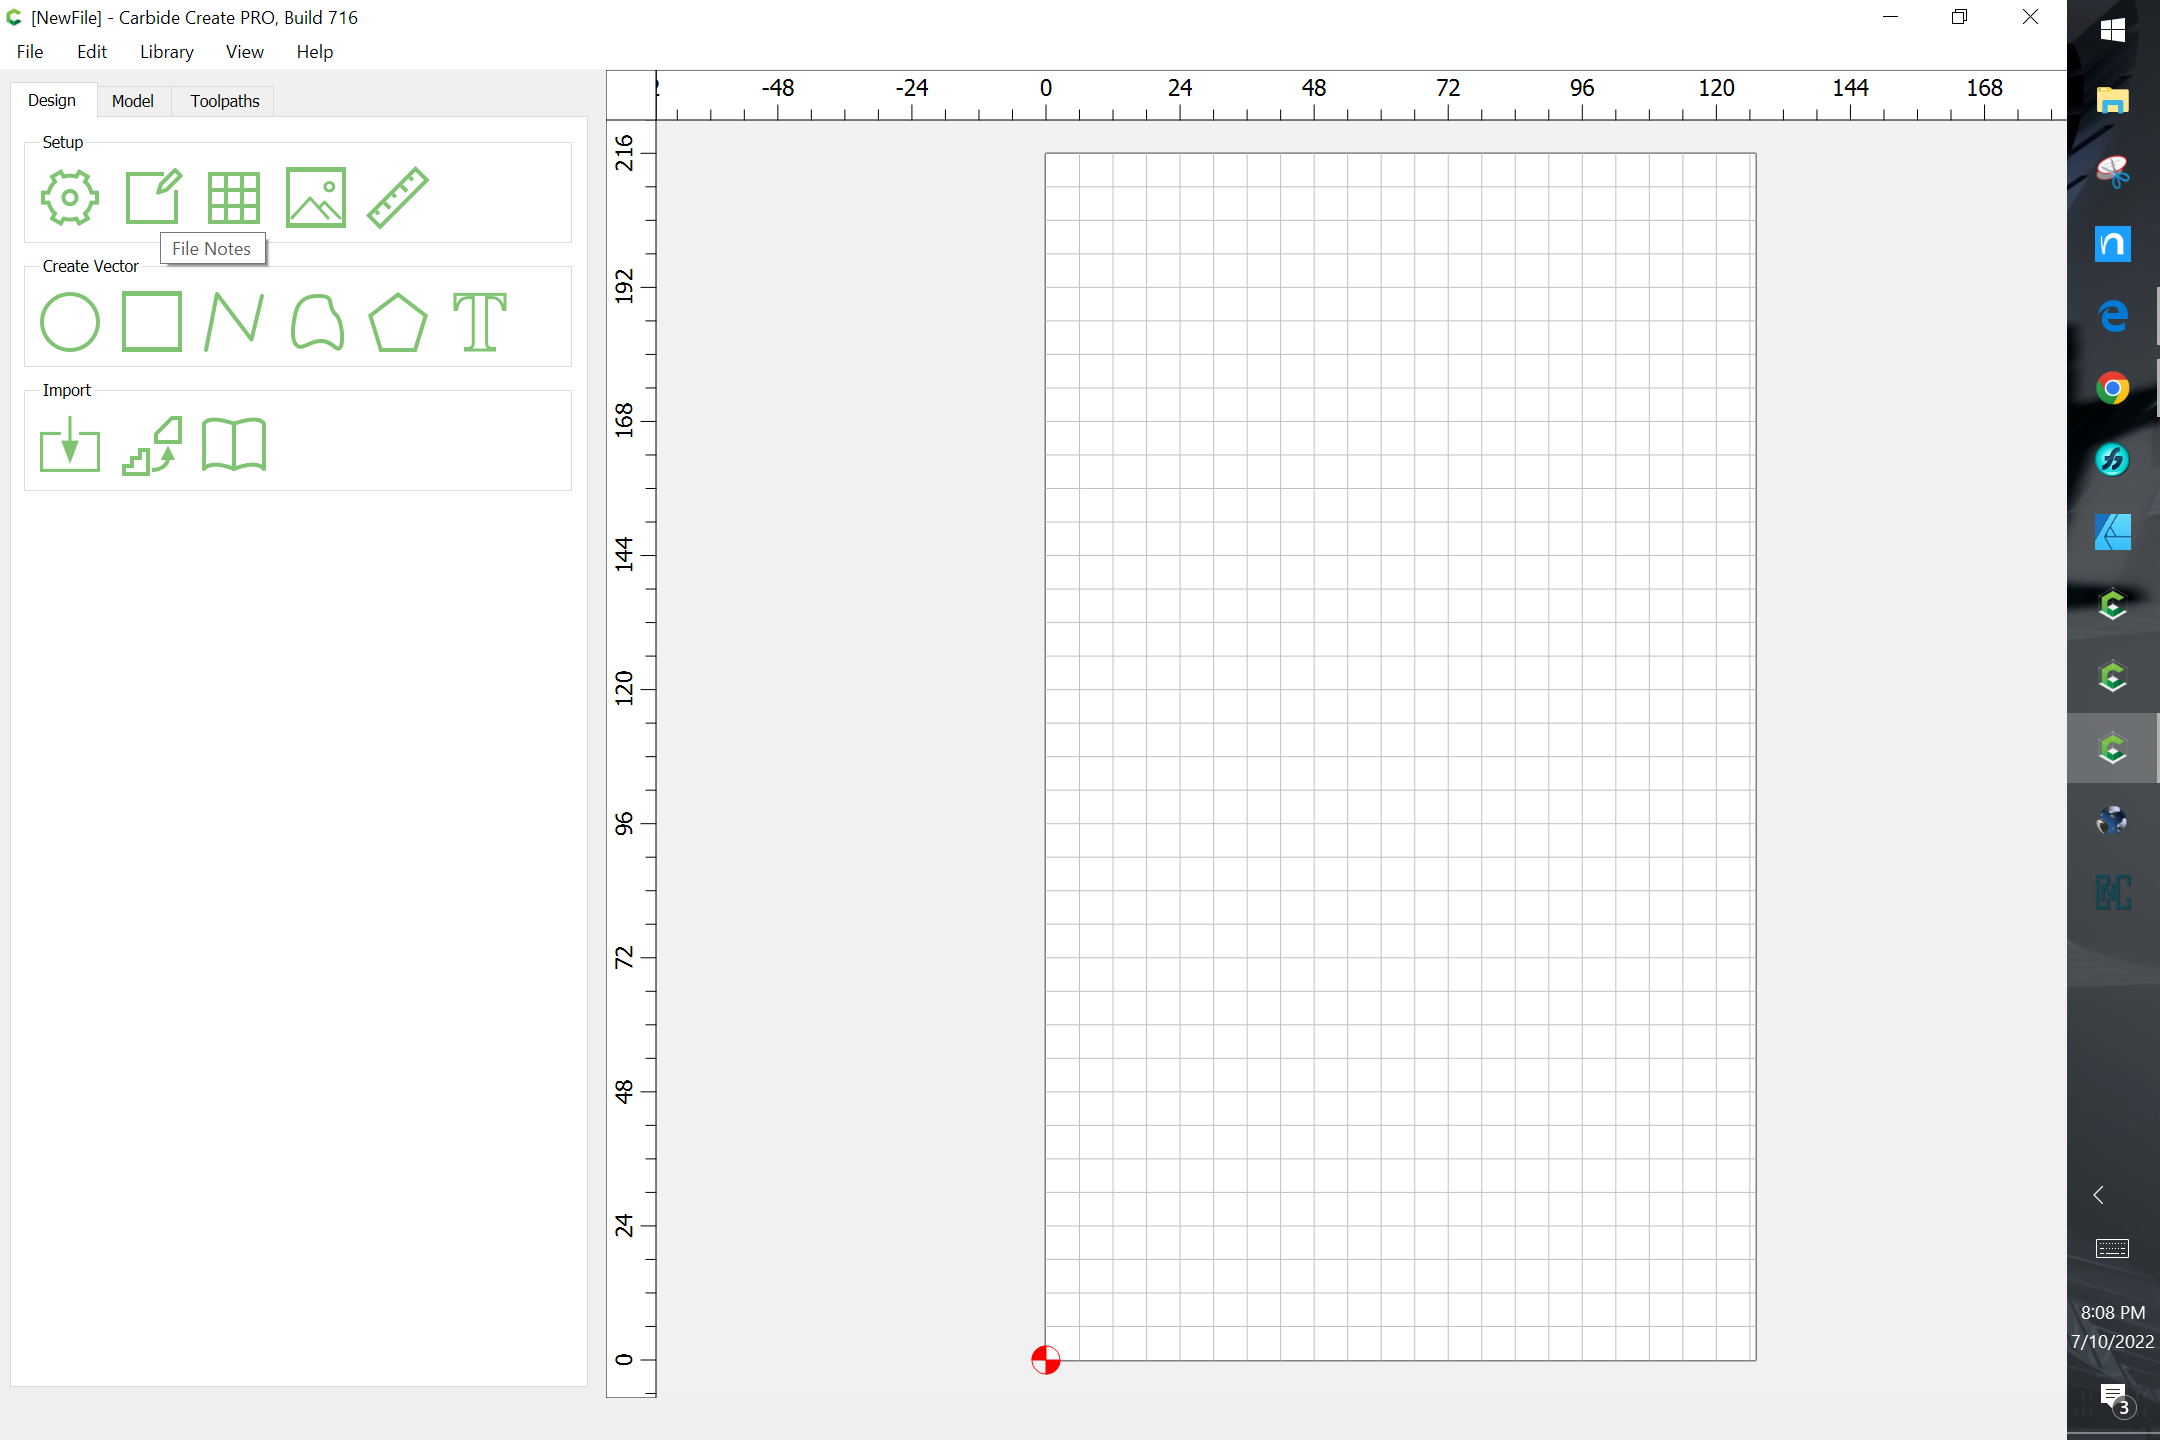 [NewFile] - Carbide Create PRO, Build 716
File Edit Library View Help
Design Model Toolpaths
Setup
File Notes
Create Vector
Import
-48 -24 0 24 48 72 96 120 144 168
216
192
168
144
120
96
72
48
24
0
8:08 PM
7/10/2022
3